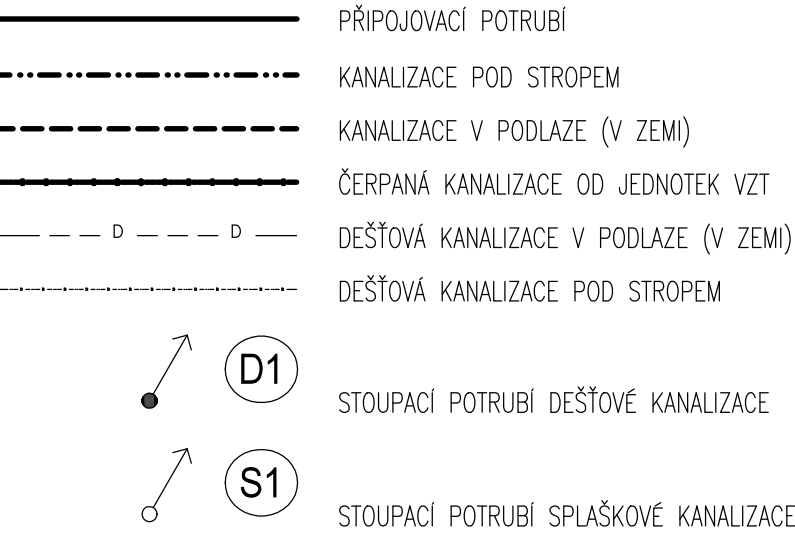 PŘIPOJOVACÍ POTRUBÍ
KANALIZACE POD STROPEM
KANALIZACE V PODLAZE (V ZEMI)
ČERPANÁ KANALIZACE OD JEDNOTEK VZT
D D DEŠŤOVÁ KANALIZACE V PODLAZE (V ZEMI)
DEŠŤOVÁ KANALIZACE POD STROPEM
D1
STOUPACÍ POTRUBÍ DEŠŤOVÉ KANALIZACE
S1
STOUPACÍ POTRUBÍ SPLAŠKOVÉ KANALIZACE